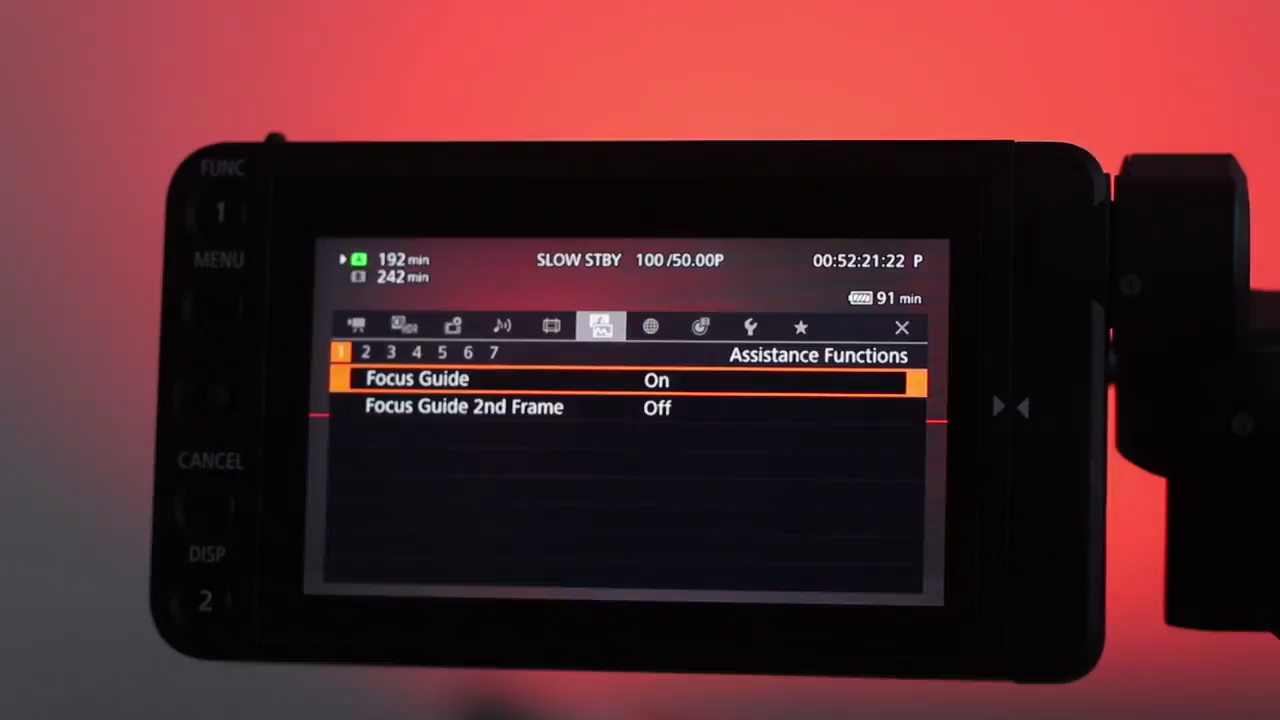 FUNC
1
MENU
CANCEL
DISP
2
A 192 min
242 min
SLOW STBY 100 /50.00P
00:52:21:22 P
91 min
1 2 3 4 5 6 7
Assistance Functions
Focus Guide On
Focus Guide 2nd Frame Off